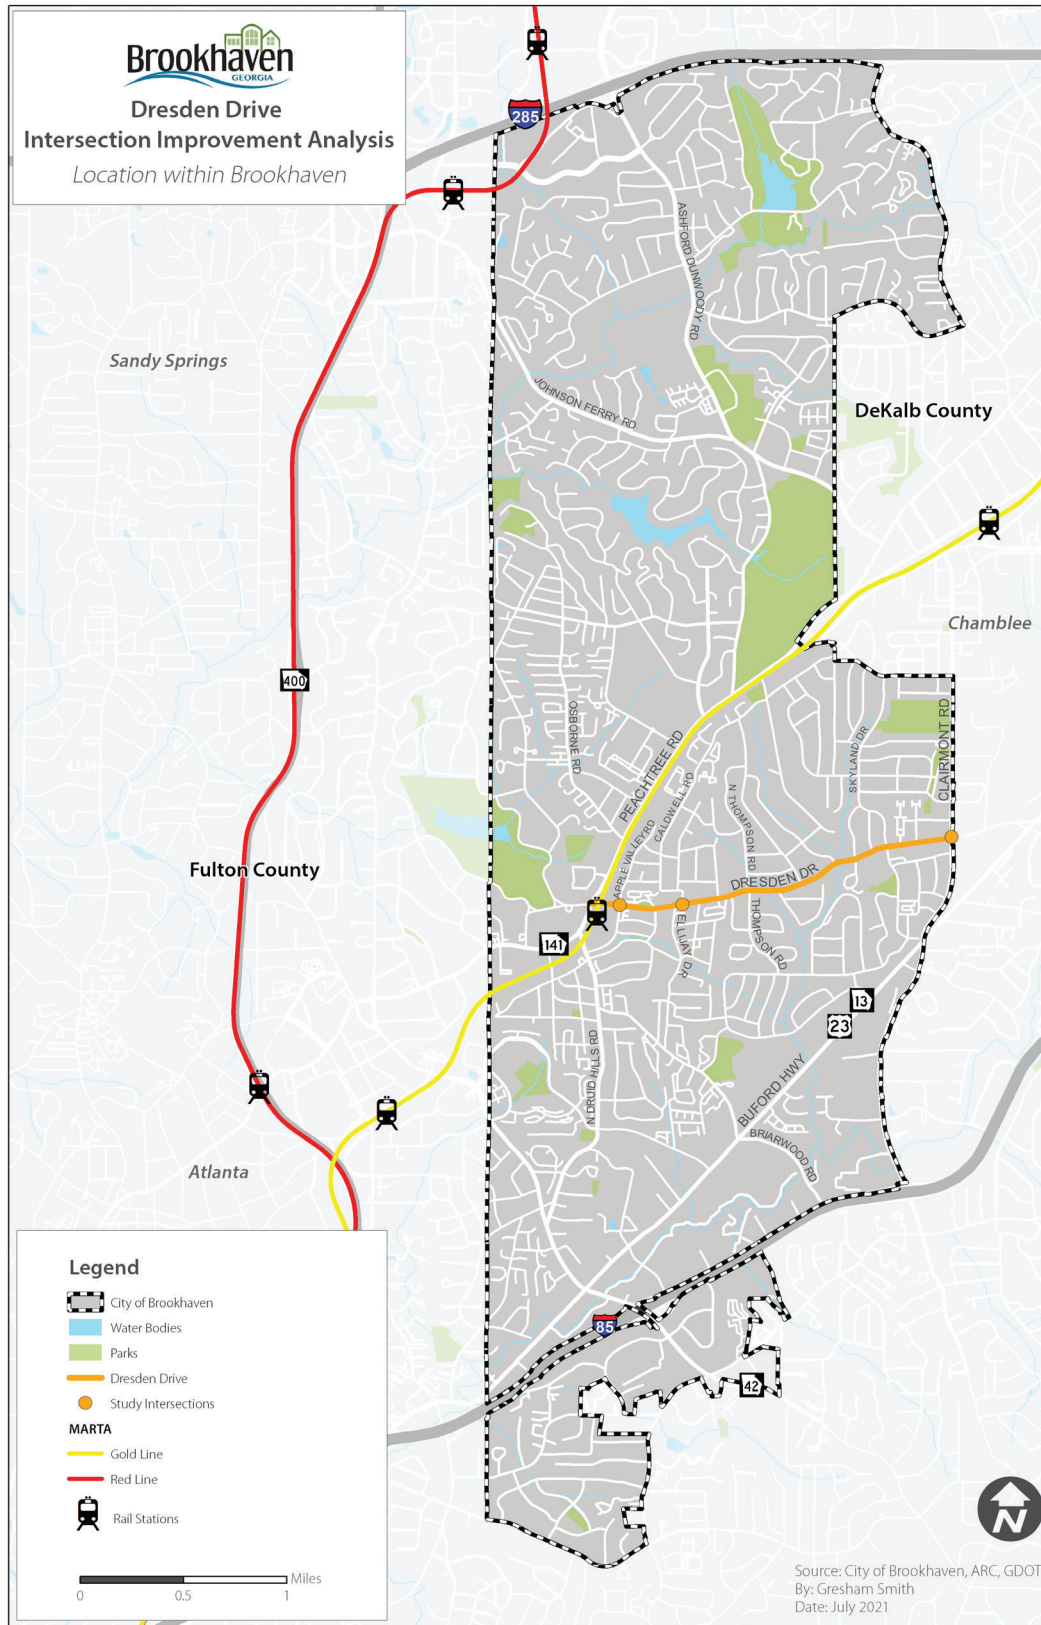 Brookhaven
GEORGIA
Dresden Drive
Intersection Improvement Analysis
Location within Brookhaven
285
ASHFORD DUNWOODY RD
Sandy Springs
JOHNSON FERRY RD
DeKalb County
Chamblee
400
OSBORNE RD
PEACHTREE RD
SKYLAND DR
CLAIRMONT RD
CALDWELL RD
N THOMPSON RD
APPLE VALLEY RD
Fulton County
DRESDEN DR
THOMPSON RD
ELLIJAY DR
141
13
23
N DRUID HILLS RD
BUFORD HWY
BRIARWOOD RD
Atlanta
85
42
Legend
City of Brookhaven
Water Bodies
Parks
Dresden Drive
Study Intersections
MARTA
Gold Line
Red Line
Rail Stations
Miles
0 0.5 1
N
Source: City of Brookhaven, ARC, GDOT
By: Gresham Smith
Date: July 2021